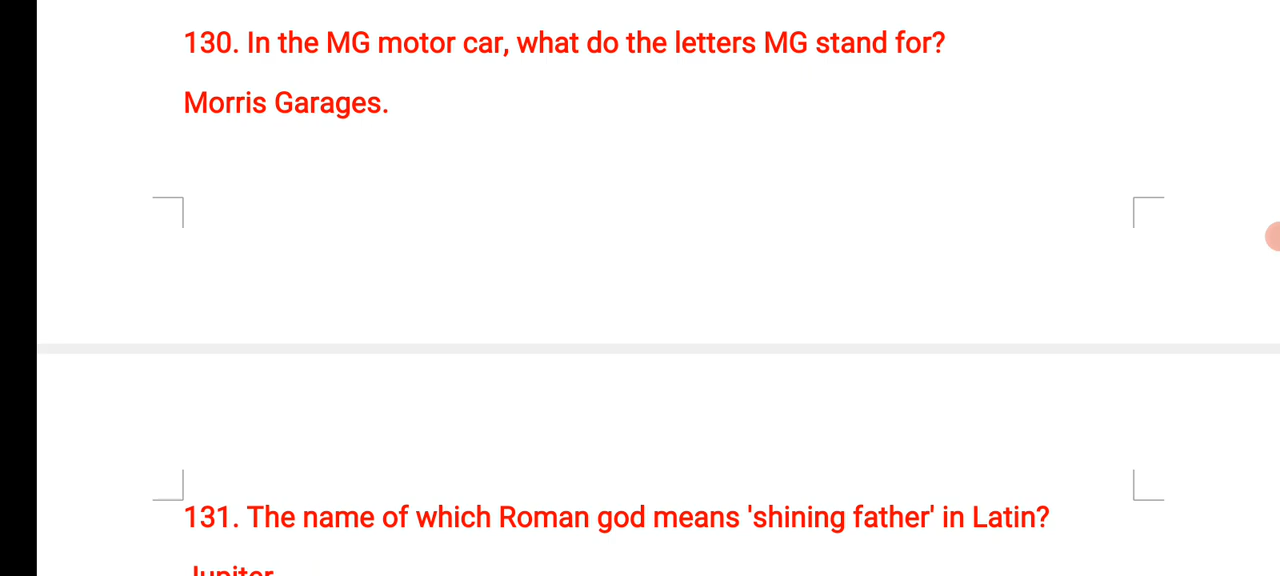 130. In the MG motor car, what do the letters MG stand for?
Morris Garages.
131. The name of which Roman god means 'shining father' in Latin?
Jupiter